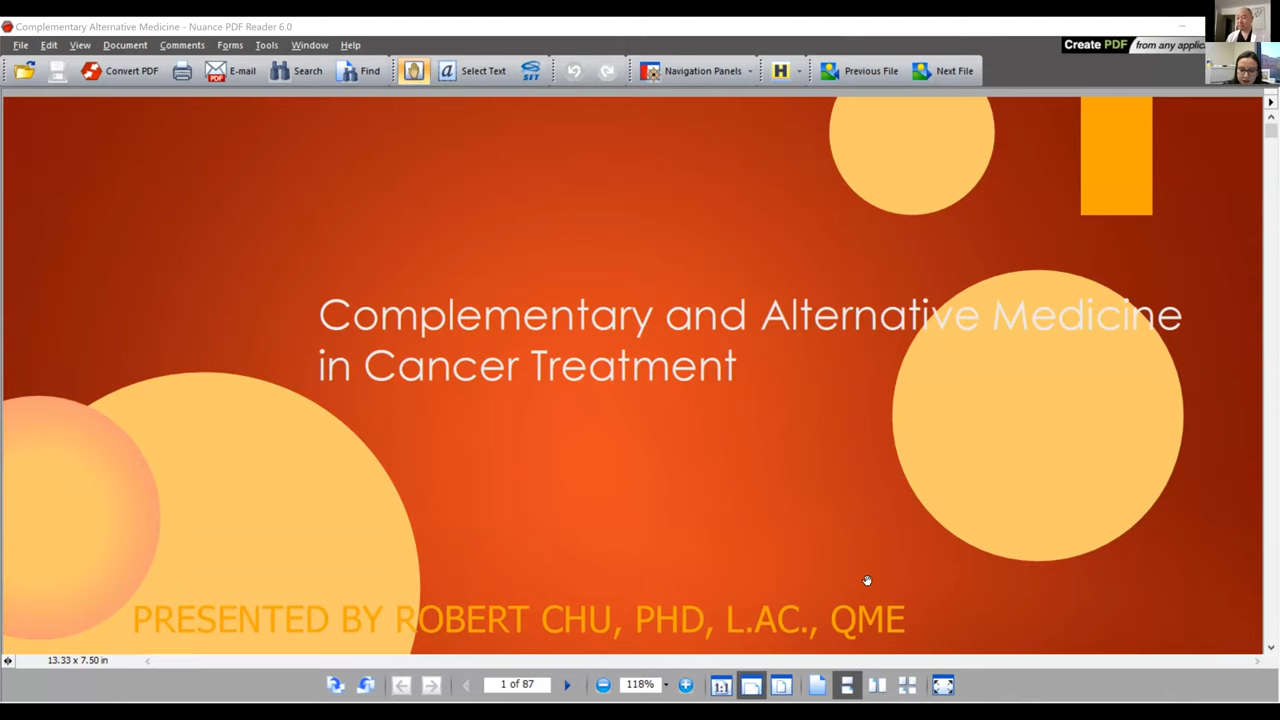 Complementary Alternative Medicine - Nuance PDF Reader 6.0
File Edit View Document Comments Forms Tools Window Help
Create PDF from any applic
Convert PDF E-mail Search Find Select Text Navigation Panels H Previous File Next File
Complementary and Alternative Medicine
in Cancer Treatment
PRESENTED BY ROBERT CHU, PHD, L.AC., QME
13.33 x 7.50 in
1 of 87 118% 1:1